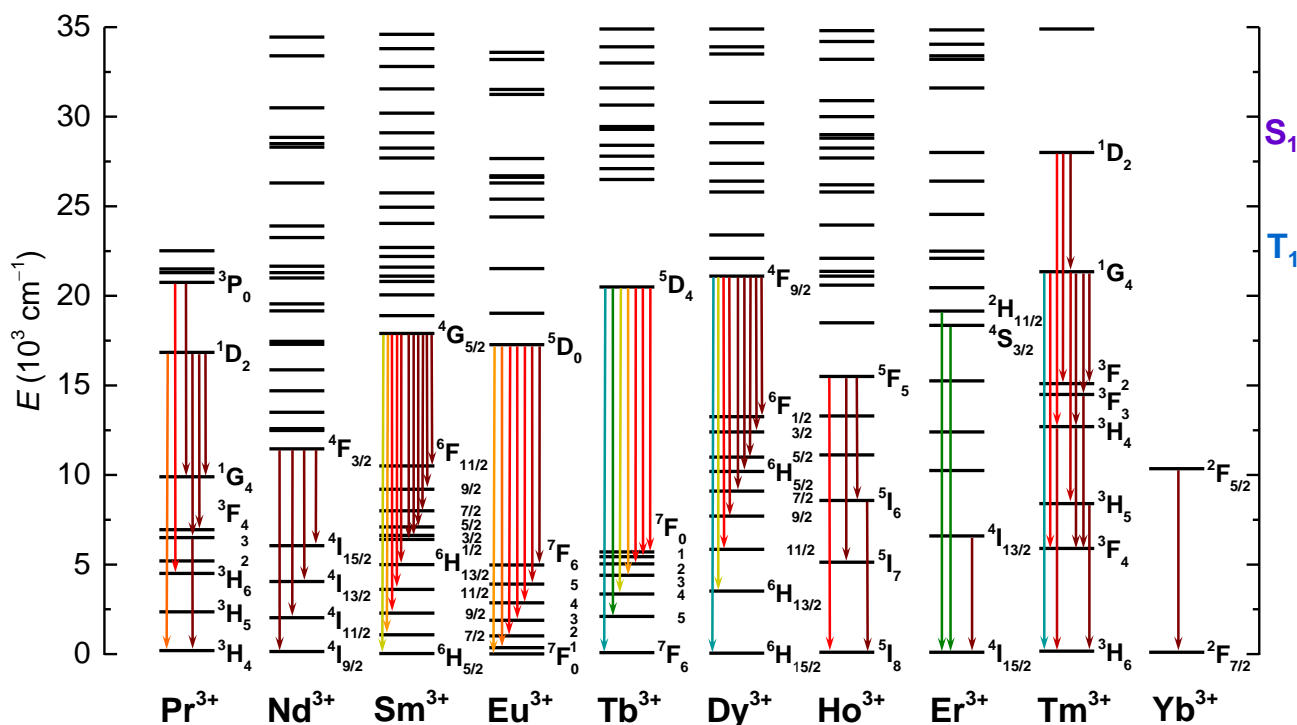 E (10³ cm⁻¹)
35
30
25
20
15
10
5
0
³P₀
¹D₂
¹G₄
³F₄
3
2
³H₆
³H₅
³H₄
Pr³⁺
⁴F₃/₂
⁴I₁₅/₂
⁴I₁₃/₂
⁴I₁₁/₂
⁴I₉/₂
Nd³⁺
⁴G₅/₂
⁶F₁₁/₂
9/2
7/2
5/2
3/2
1/2
⁶H₁₃/₂
11/2
9/2
7/2
⁶H₅/₂
Sm³⁺
⁵D₀
⁷F₆
5
4
3
2
1
⁷F₀
Eu³⁺
⁵D₄
⁷F₀
1
2
3
4
5
⁷F₆
Tb³⁺
⁴F₉/₂
⁶F₁/₂
3/2
5/2
⁶H₅/₂
7/2
9/2
11/2
⁶H₁₃/₂
⁶H₁₅/₂
Dy³⁺
⁵F₅
⁵I₆
⁵I₇
⁵I₈
Ho³⁺
²H₁₁/₂
⁴S₃/₂
⁴I₁₃/₂
⁴I₁₅/₂
Er³⁺
¹D₂
¹G₄
³F₂
³F₃
³H₄
³H₅
³F₄
³H₆
Tm³⁺
²F₅/₂
²F₇/₂
Yb³⁺
S₁
T₁